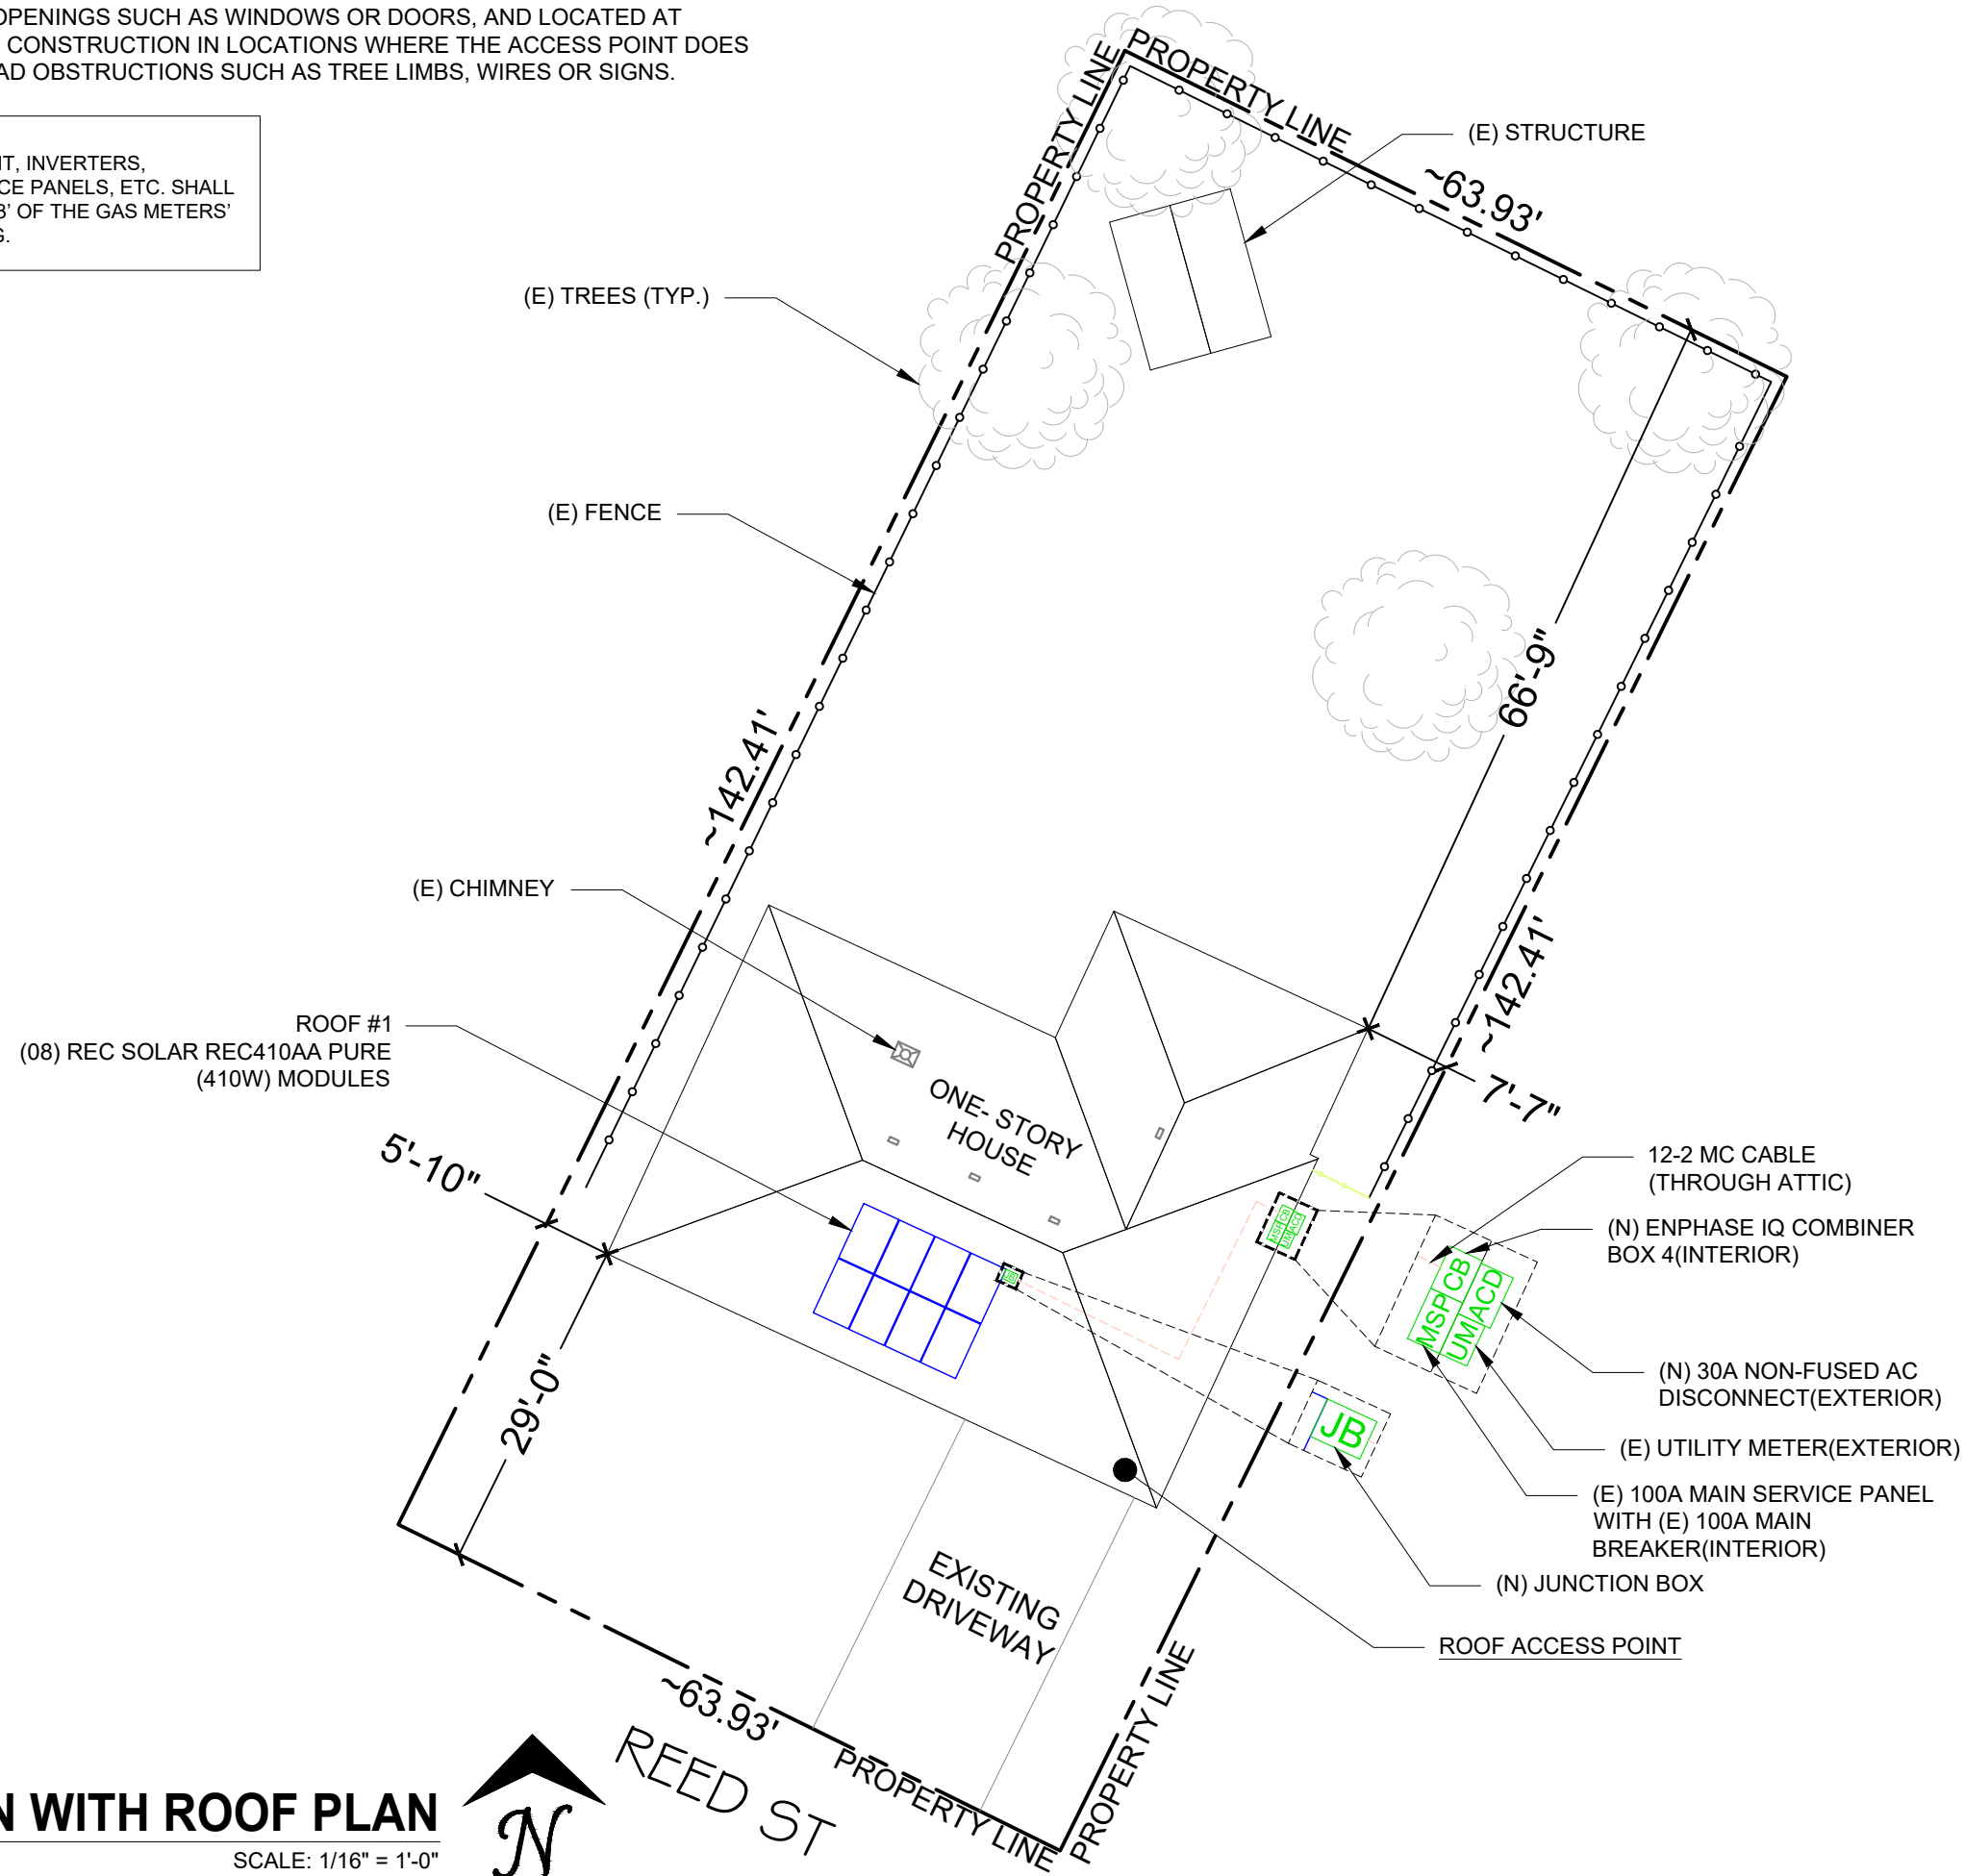 OPENINGS SUCH AS WINDOWS OR DOORS, AND LOCATED AT
CONSTRUCTION IN LOCATIONS WHERE THE ACCESS POINT DOES
AD OBSTRUCTIONS SUCH AS TREE LIMBS, WIRES OR SIGNS.
T, INVERTERS,
CE PANELS, ETC. SHALL
3' OF THE GAS METERS'
G.
PROPERTY LINE
PROPERTY LINE
~63.93'
(E) STRUCTURE
(E) TREES (TYP.)
(E) FENCE
66'-9"
~142.41'
(E) CHIMNEY
~142.41'
ROOF #1
(08) REC SOLAR REC410AA PURE
(410W) MODULES
ONE- STORY
HOUSE
7'-7"
5'-10"
12-2 MC CABLE
(THROUGH ATTIC)
(N) ENPHASE IQ COMBINER
BOX 4(INTERIOR)
MSP
CB
UM
ACD
MSP
CB
UM
ACD
JB
(N) 30A NON-FUSED AC
DISCONNECT(EXTERIOR)
29'-0"
JB
(E) UTILITY METER(EXTERIOR)
(E) 100A MAIN SERVICE PANEL
WITH (E) 100A MAIN
BREAKER(INTERIOR)
(N) JUNCTION BOX
EXISTING
DRIVEWAY
ROOF ACCESS POINT
~63.93'
PROPERTY LINE
PROPERTY LINE
REED ST
N WITH ROOF PLAN
SCALE: 1/16" = 1'-0"
N